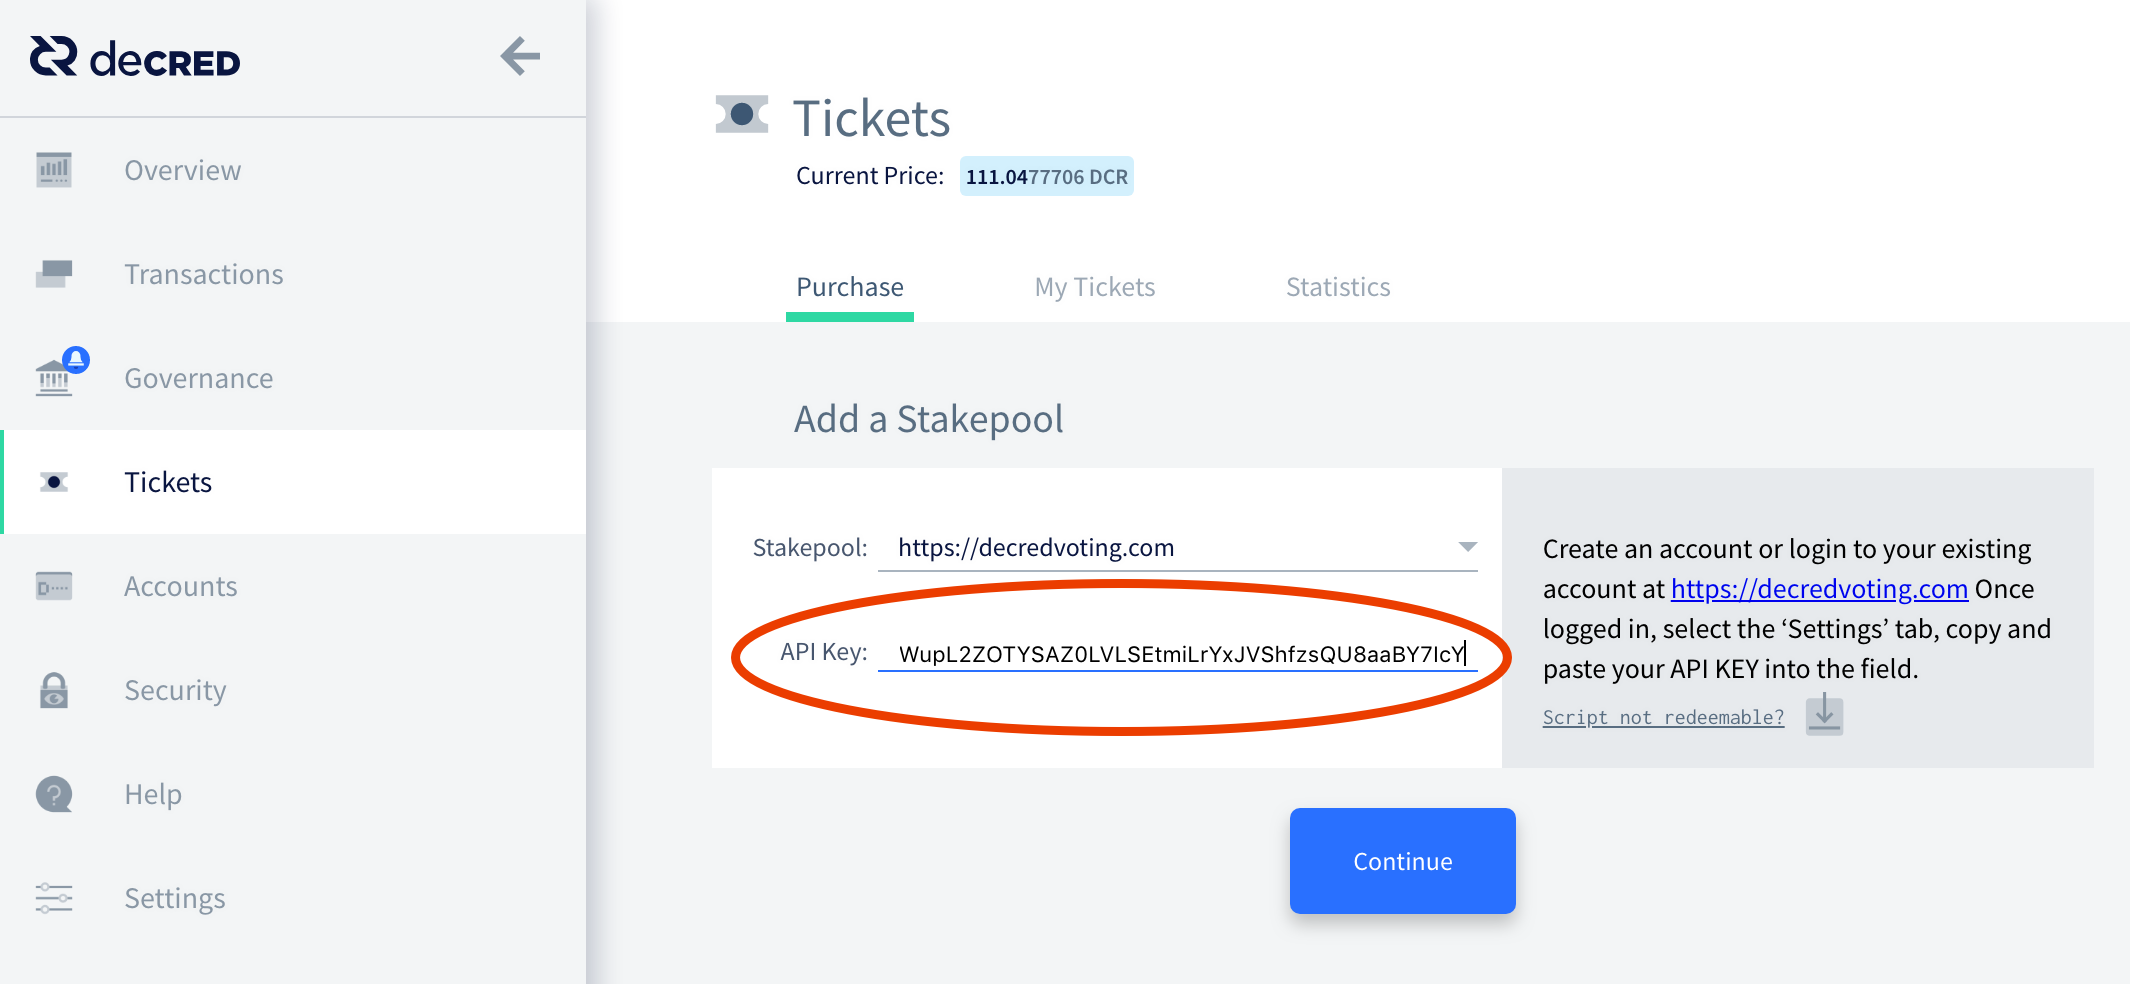 decred
Overview
Transactions
Governance
Tickets
Accounts
Security
Help
Settings
Tickets
Current Price: 111.0477706 DCR
Purchase My Tickets Statistics
Add a Stakepool
Stakepool: https://decredvoting.com
API Key: WupL2ZOTYSAZ0LVLSEtmiLrYxJVShfzsQU8aaBY7IcY
Create an account or login to your existing
account at https://decredvoting.com Once
logged in, select the ‘Settings’ tab, copy and
paste your API KEY into the field.
Script not redeemable?
Continue